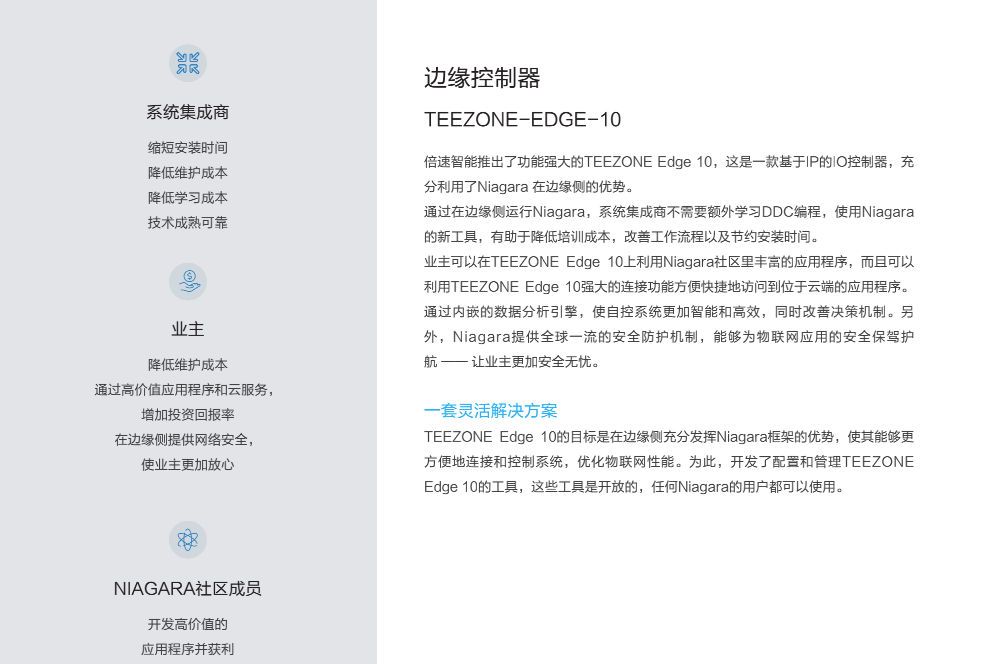 系统集成商
缩短安装时间
降低维护成本
降低学习成本
技术成熟可靠
业主
降低维护成本
通过高价值应用程序和云服务，
增加投资回报率
在边缘侧提供网络安全，
使业主更加放心
NIAGARA社区成员
开发高价值的
应用程序并获利
边缘控制器
TEEZONE-EDGE-10
倍速智能推出了功能强大的TEEZONE Edge 10，这是一款基于IP的IO控制器，充
分利用了Niagara 在边缘侧的优势。
通过在边缘侧运行Niagara，系统集成商不需要额外学习DDC编程，使用Niagara
的新工具，有助于降低培训成本，改善工作流程以及节约安装时间。
业主可以在TEEZONE Edge 10上利用Niagara社区里丰富的应用程序，而且可以
利用TEEZONE Edge 10强大的连接功能方便快捷地访问到位于云端的应用程序。
通过内嵌的数据分析引擎，使自控系统更加智能和高效，同时改善决策机制。另
外，Niagara提供全球一流的安全防护机制，能够为物联网应用的安全保驾护
航 —— 让业主更加安全无忧。
一套灵活解决方案
TEEZONE Edge 10的目标是在边缘侧充分发挥Niagara框架的优势，使其能够更
方便地连接和控制系统，优化物联网性能。为此，开发了配置和管理TEEZONE
Edge 10的工具，这些工具是开放的，任何Niagara的用户都可以使用。